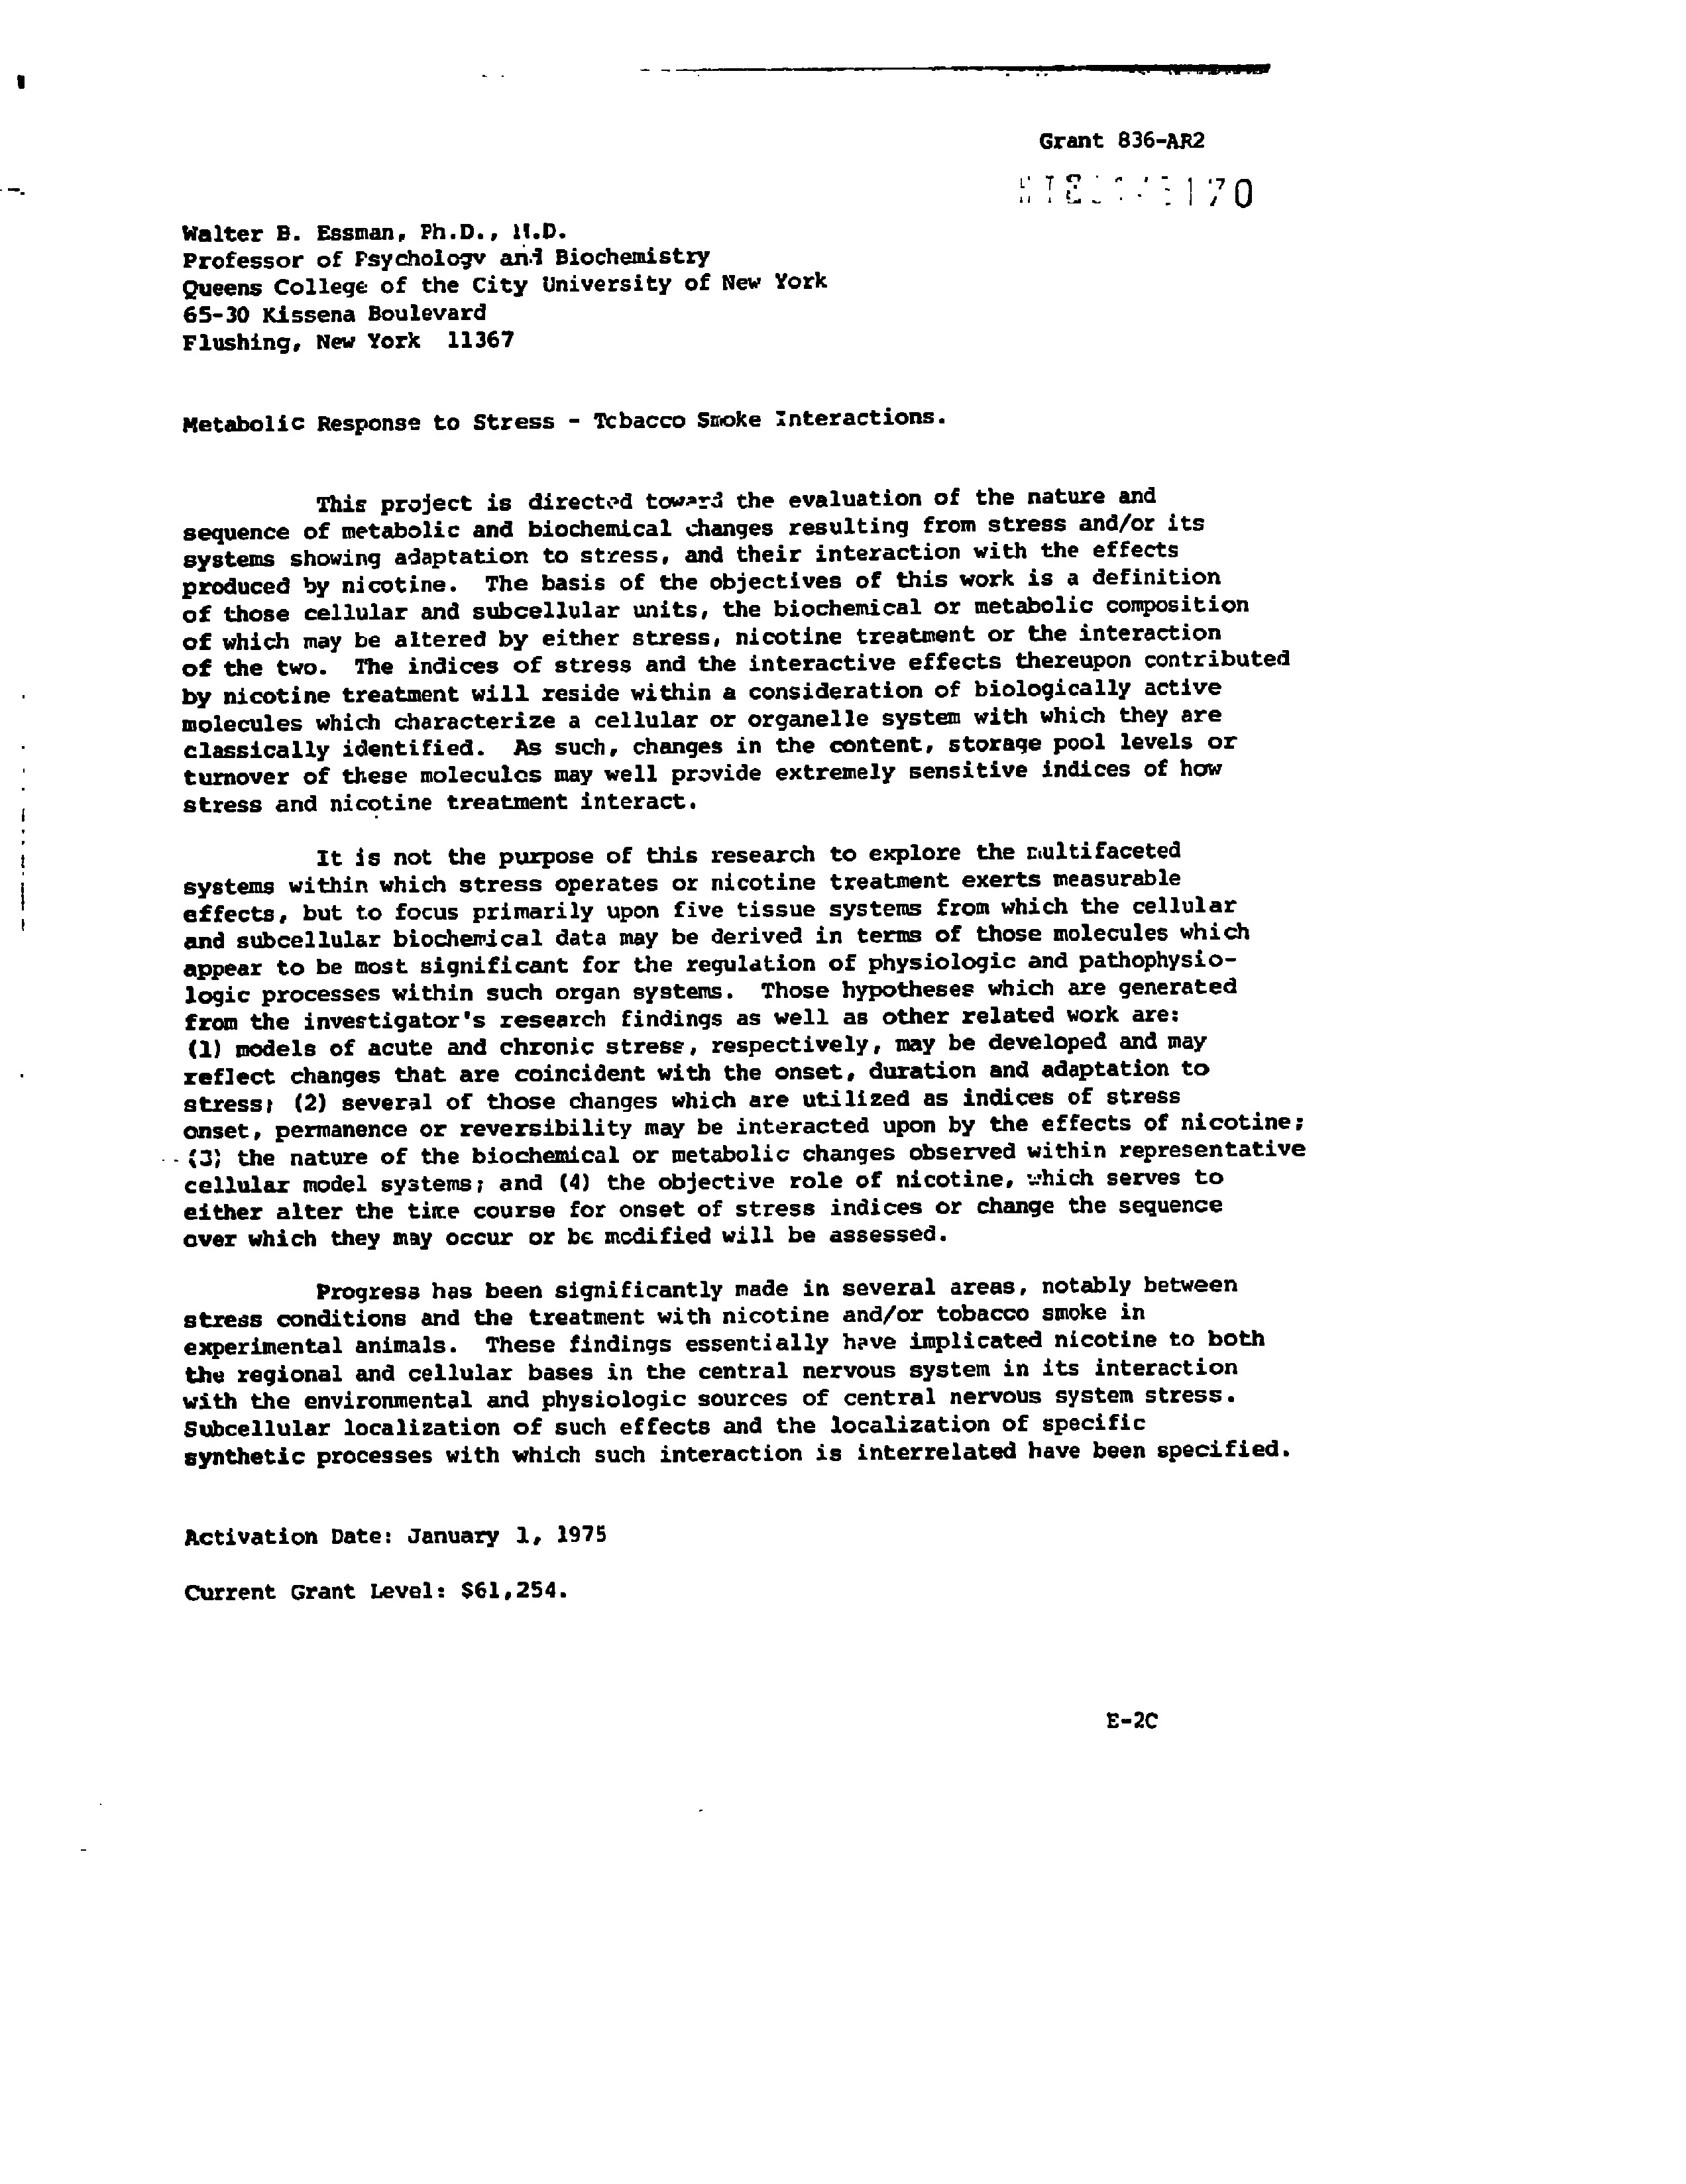 Grant 836-AR2
Walter B. Essman, Ph.D., M.D.
Professor of Psychology and Biochemistry
Queens College of the City University of New York
65-30 Kissena Boulevard
Flushing, New York 11367
Metabolic Response to Stress - Tobacco Smoke Interactions.
This project is directed toward the evaluation of the nature and
sequence of metabolic and biochemical changes resulting from stress and/or its
systems showing adaptation to stress, and their interaction with the effects
produced by nicotine. The basis of the objectives of this work is a definition
of those cellular and subcellular units, the biochemical or metabolic composition
of which may be altered by either stress, nicotine treatment or the interaction
of the two. The indices of stress and the interactive effects thereupon contributed
by nicotine treatment will reside within a consideration of biologically active
molecules which characterize a cellular or organelle system with which they are
classically identified. As such, changes in the content, storage pool levels or
turnover of these molecules may well provide extremely sensitive indices of how
stress and nicotine treatment interact.
It is not the purpose of this research to explore the multifaceted
systems within which stress operates or nicotine treatment exerts measurable
effects, but to focus primarily upon five tissue systems from which the cellular
and subcellular biochemical data may be derived in terms of those molecules which
appear to be most significant for the regulation of physiologic and pathophysio-
logic processes within such organ systems. Those hypotheses which are generated
from the investigator's research findings as well as other related work are:
(1) models of acute and chronic stress, respectively, may be developed and may
reflect changes that are coincident with the onset, duration and adaptation to
stress; (2) several of those changes which are utilized as indices of stress
onset, permanence or reversibility may be interacted upon by the effects of nicotine;
(3) the nature of the biochemical or metabolic changes observed within representative
cellular model systems; and (4) the objective role of nicotine, which serves to
either alter the time course for onset of stress indices or change the sequence
over which they may occur or be modified will be assessed.
Progress has been significantly made in several areas, notably between
stress conditions and the treatment with nicotine and/or tobacco smoke in
experimental animals. These findings essentially have implicated nicotine to both
the regional and cellular bases in the central nervous system in its interaction
with the environmental and physiologic sources of central nervous system stress.
Subcellular localization of such effects and the localization of specific
synthetic processes with which such interaction is interrelated have been specified.
Activation Date: January 1, 1975
Current Grant Level: $61,254.
E-2C